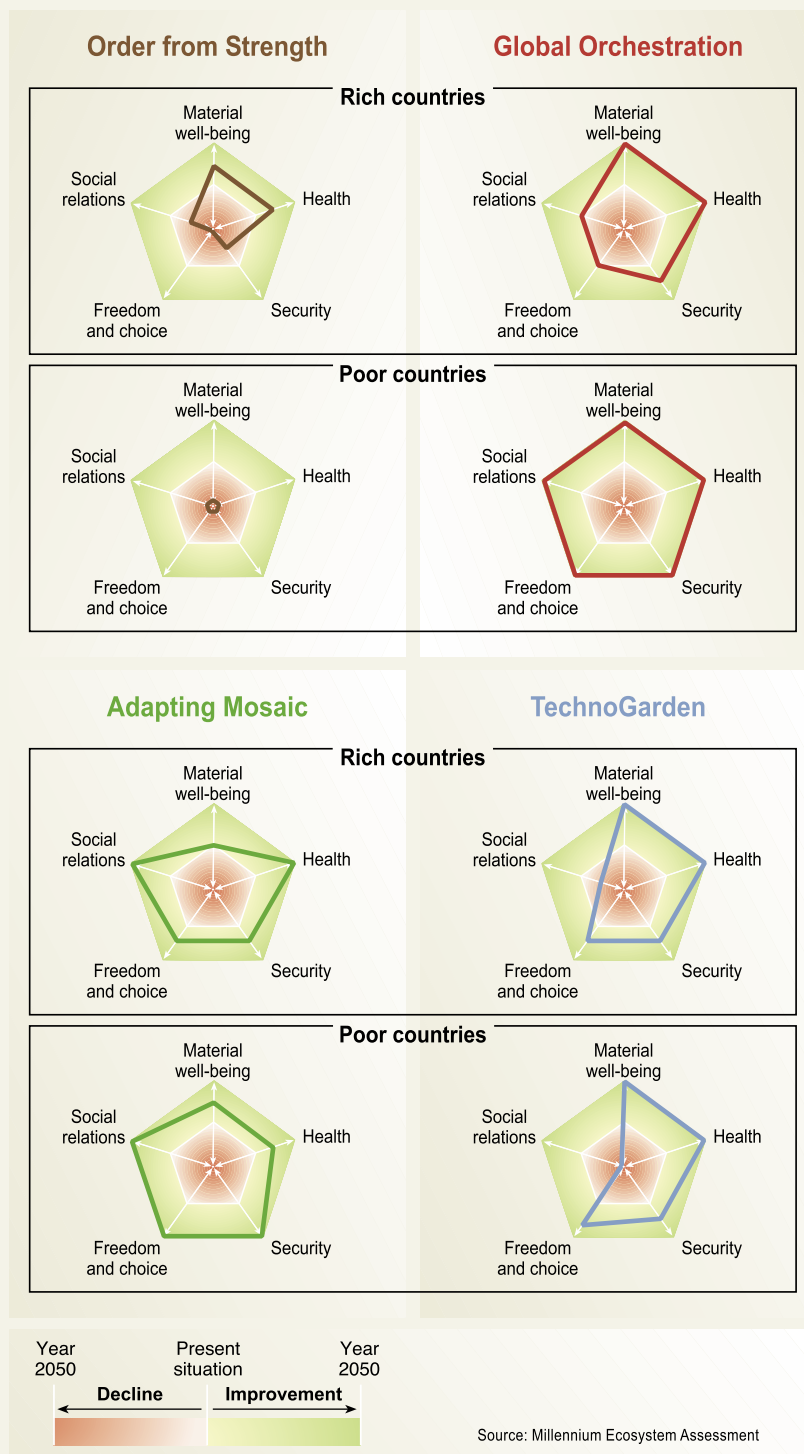 Order from Strength
Global Orchestration
Rich countries
Material
well-being
Social
relations
Health
Freedom
and choice
Security
Material
well-being
Social
relations
Health
Freedom
and choice
Security
Poor countries
Material
well-being
Social
relations
Health
Freedom
and choice
Security
Material
well-being
Social
relations
Health
Freedom
and choice
Security
Adapting Mosaic
TechnoGarden
Rich countries
Material
well-being
Social
relations
Health
Freedom
and choice
Security
Material
well-being
Social
relations
Health
Freedom
and choice
Security
Poor countries
Material
well-being
Social
relations
Health
Freedom
and choice
Security
Material
well-being
Social
relations
Health
Freedom
and choice
Security
Year
2050
Present
situation
Year
2050
Decline
Improvement
Source: Millennium Ecosystem Assessment